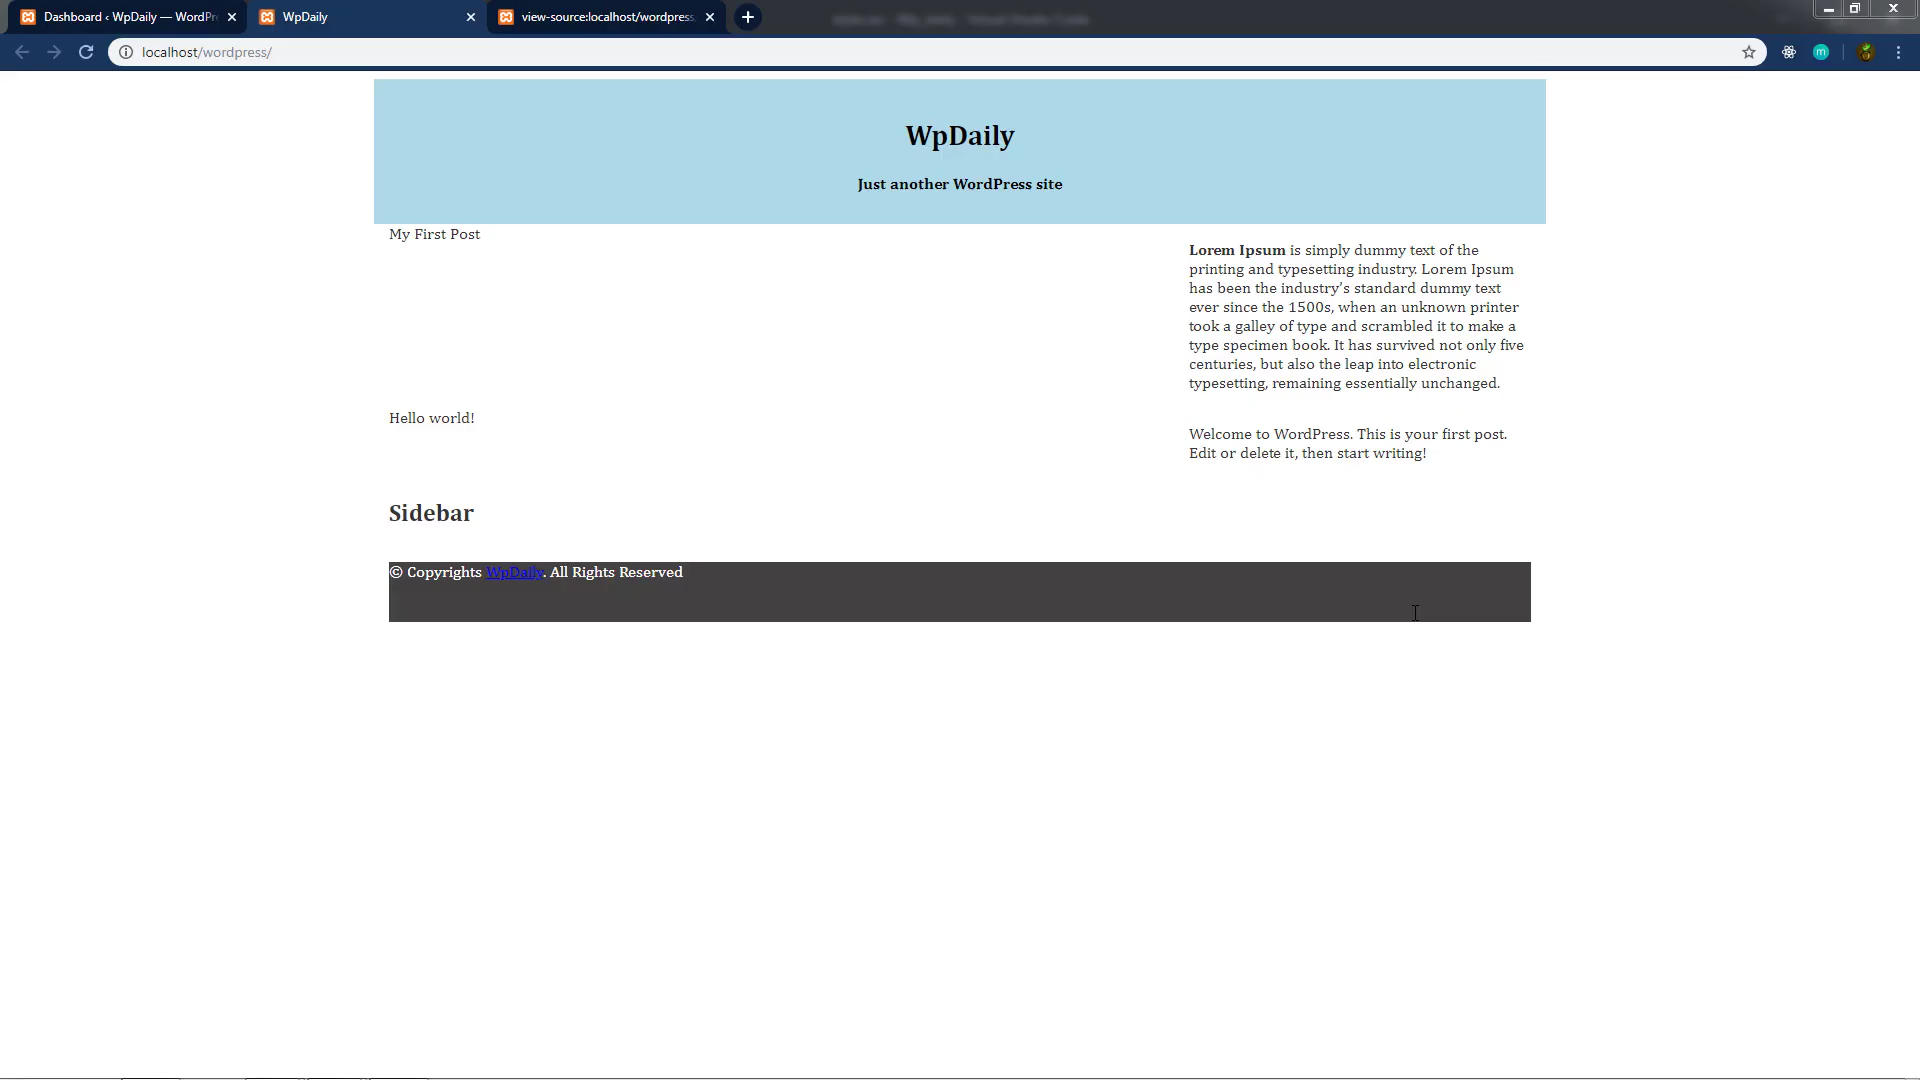 Dashboard ‹ WpDaily — WordPr
WpDaily
view-source:localhost/wordpress
localhost/wordpress/
m
WpDaily
Just another WordPress site
My First Post
Lorem Ipsum is simply dummy text of the
printing and typesetting industry. Lorem Ipsum
has been the industry’s standard dummy text
ever since the 1500s, when an unknown printer
took a galley of type and scrambled it to make a
type specimen book. It has survived not only five
centuries, but also the leap into electronic
typesetting, remaining essentially unchanged.
Hello world!
Welcome to WordPress. This is your first post.
Edit or delete it, then start writing!
Sidebar
© Copyrights WpDaily. All Rights Reserved